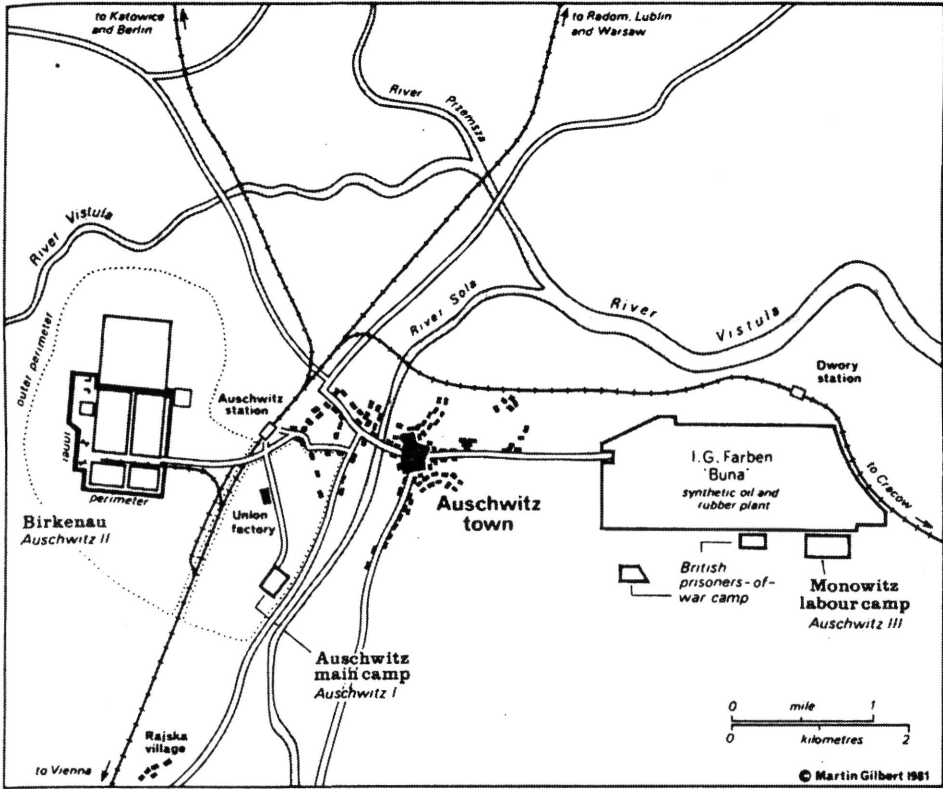 to Katowice
and Berlin
to Radom, Lublin
and Warsaw
River Przemsza
River Vistula
River Sola
River Vistula
outer perimeter
Dwory
station
Auschwitz
station
I.G. Farben
'Buna'
synthetic oil and
rubber plant
to Cracow
inner
perimeter
Union
factory
Auschwitz
town
Birkenau
Auschwitz II
British
prisoners-of-
war camp
Monowitz
labour camp
Auschwitz III
Auschwitz
main camp
Auschwitz I
0 mile 1
0 kilometres 2
Rajska
village
to Vienna
© Martin Gilbert 1981